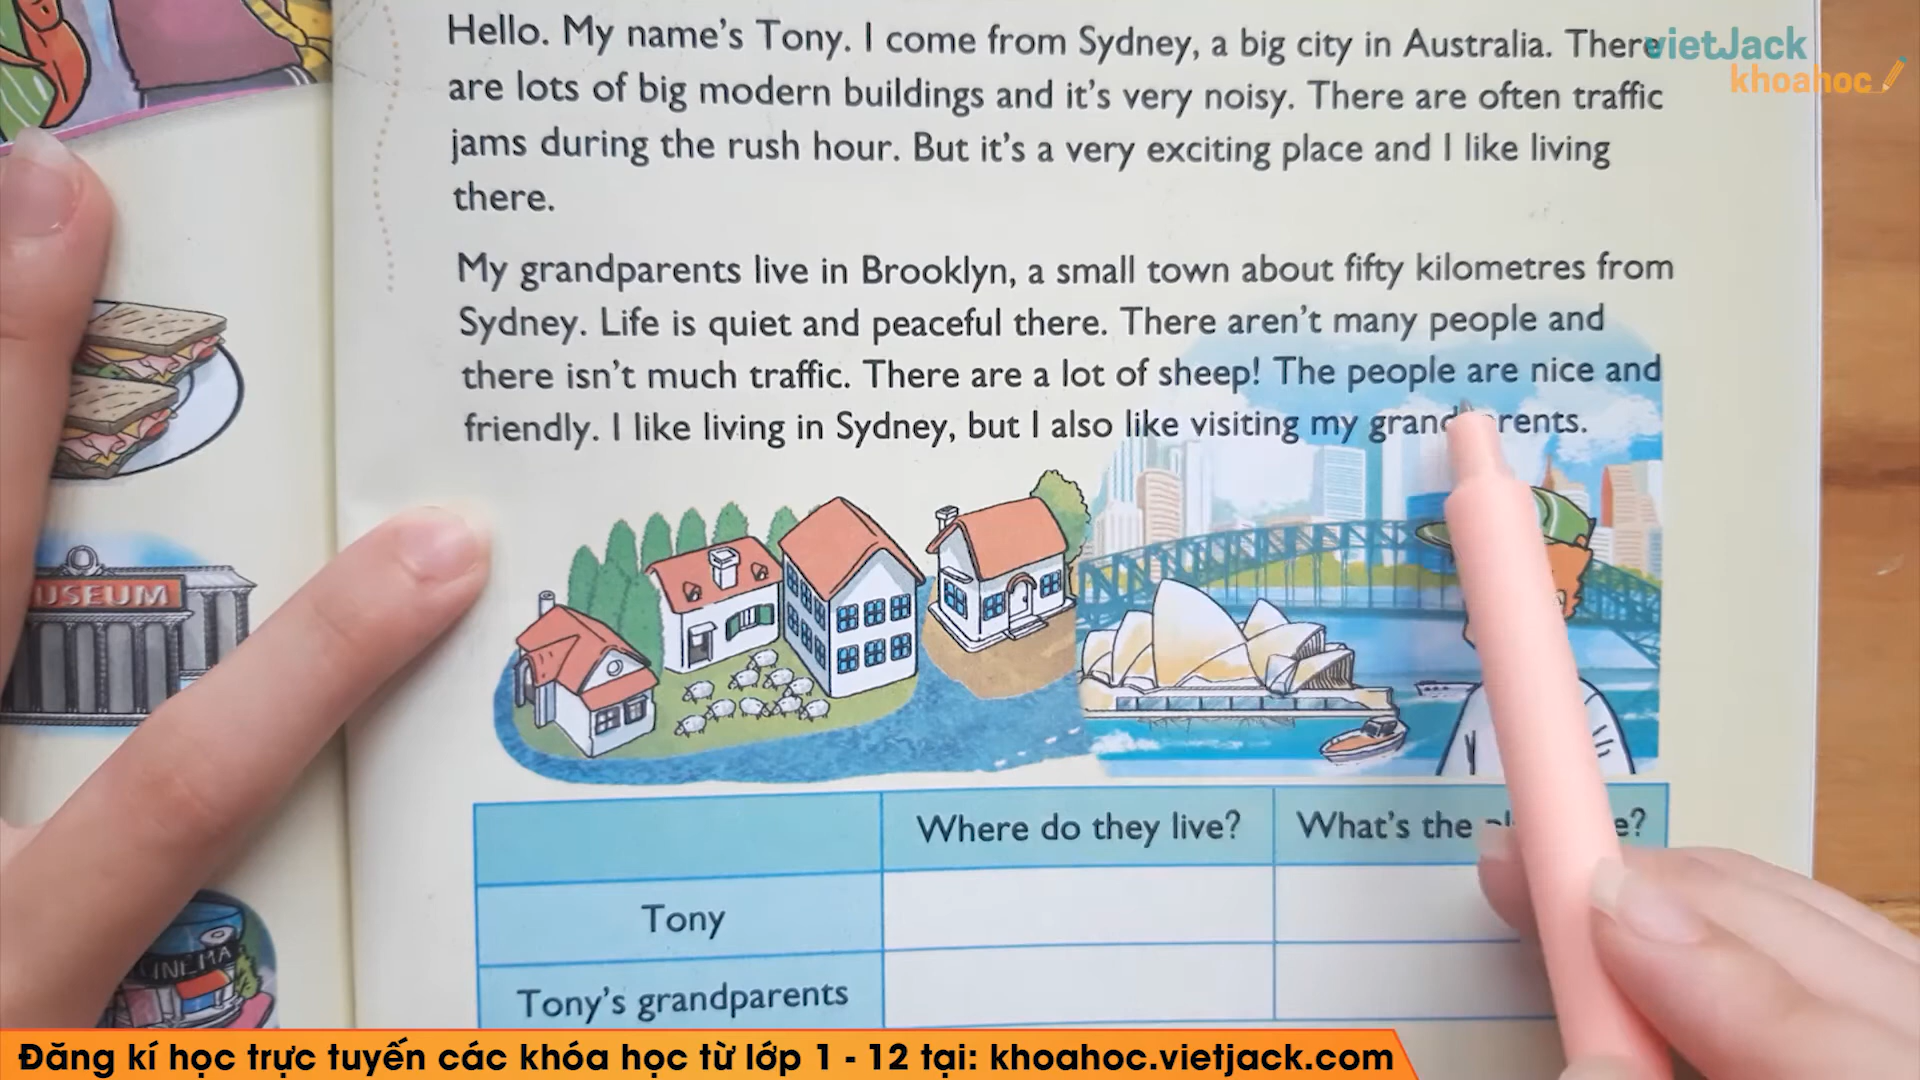 Hello. My name's Tony. I come from Sydney, a big city in Australia. There
are lots of big modern buildings and it's very noisy. There are often traffic
jams during the rush hour. But it's a very exciting place and I like living
there.
My grandparents live in Brooklyn, a small town about fifty kilometres from
Sydney. Life is quiet and peaceful there. There aren't many people and
there isn't much traffic. There are a lot of sheep! The people are nice and
friendly. I like living in Sydney, but I also like visiting my
vietJack
khoahoc
USEUM
CINEMA
Where do they live?
What's the
Tony
Tony's grandparents
Đăng kí học trực tuyến các khóa học từ lớp 1 - 12 tại: khoahoc.vietjack.com